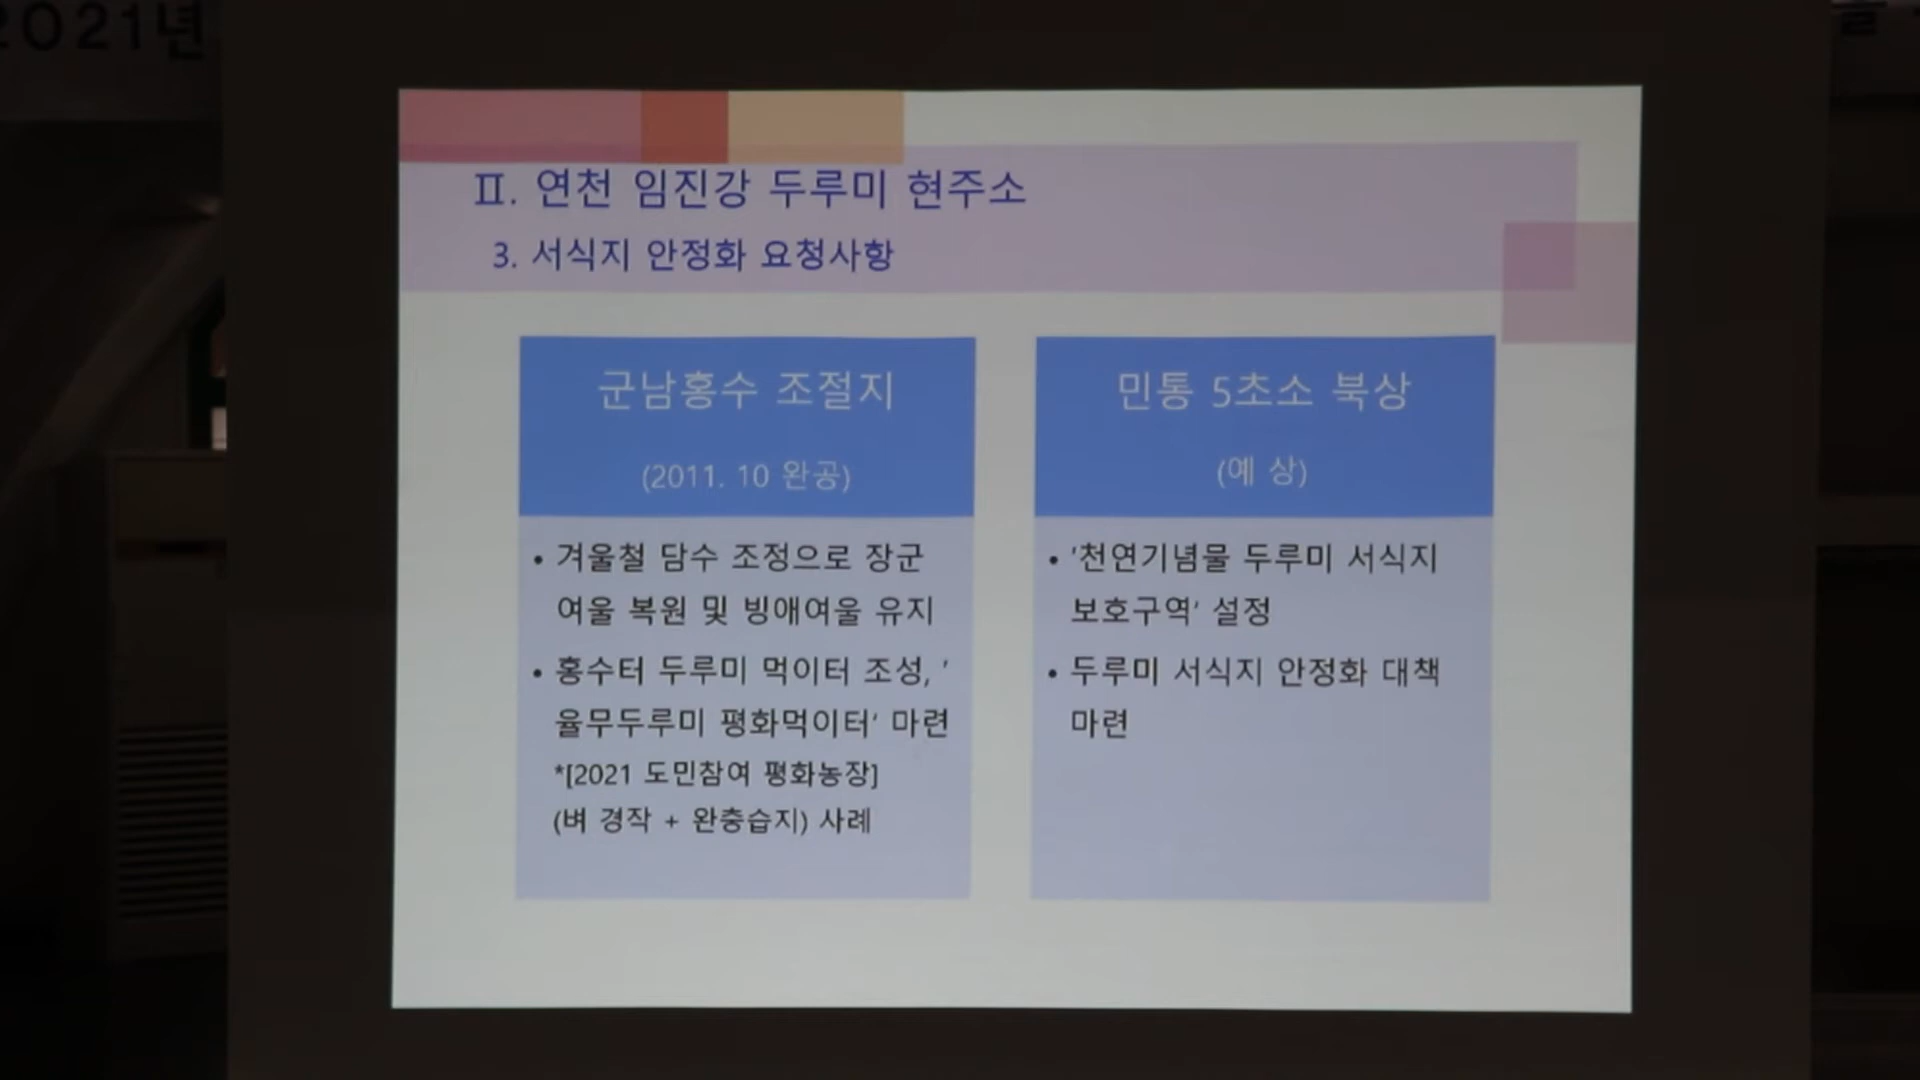 2021년
Ⅱ. 연천 임진강 두루미 현주소
3. 서식지 안정화 요청사항
군남홍수 조절지
(2011. 10 완공)
• 겨울철 담수 조정으로 장군
여울 복원 및 빙애여울 유지
• 홍수터 두루미 먹이터 조성, '
율무두루미 평화먹이터' 마련
*[2021 도민참여 평화농장]
(벼 경작 + 완충습지) 사례
민통 5초소 북상
(예 상)
• '천연기념물 두루미 서식지
보호구역' 설정
• 두루미 서식지 안정화 대책
마련